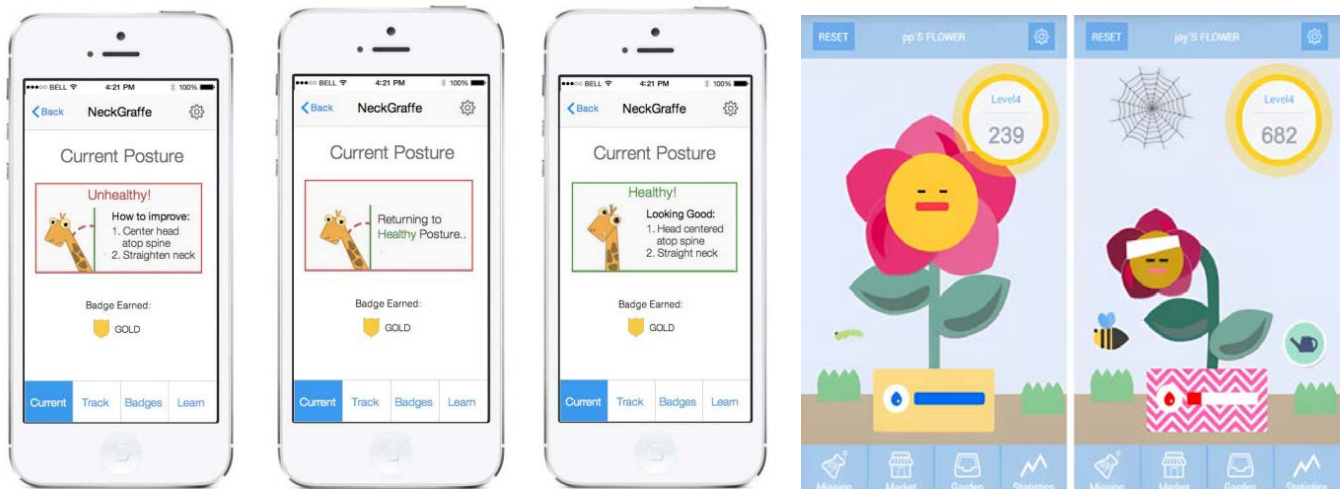 BELL 4:21 PM 100%
Back NeckGraffe
Current Posture
Unhealthy!
How to improve:
1. Center head
atop spine
2. Straighten neck
Badge Earned:
GOLD
Current Track Badges Learn
BELL 4:21 PM 100%
Back NeckGraffe
Current Posture
Returning to
Healthy Posture..
Badge Earned:
GOLD
Current Track Badges Learn
BELL 4:21 PM 100%
Back NeckGraffe
Current Posture
Healthy!
Looking Good:
1. Head centered
atop spine
2. Straight neck
Badge Earned:
GOLD
Current Track Badges Learn
RESET pp'S FLOWER
Level4
239
Mission Market Garden Statistics
RESET jay'S FLOWER
Level4
682
Mission Market Garden Statistics